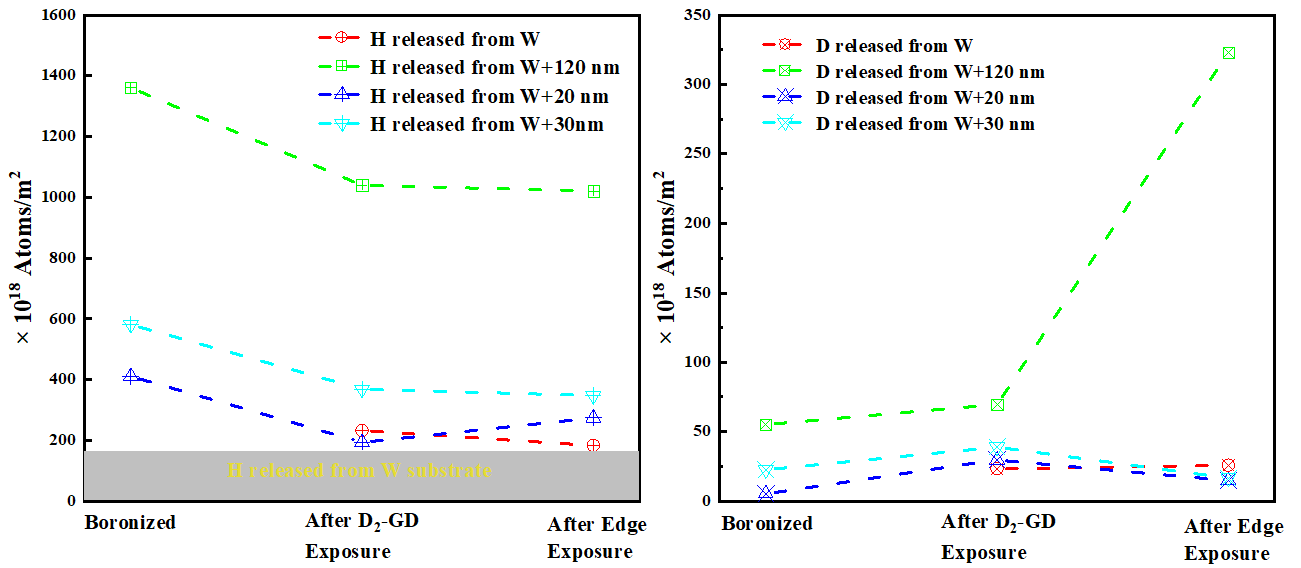 1600
1400
1200
1000
800
600
400
200
0
× 10¹⁸ Atoms/m²
H released from W
H released from W+120 nm
H released from W+20 nm
H released from W+30nm
H released from W substrate
Boronized
After D₂-GD
Exposure
After Edge
Exposure
350
300
250
200
150
100
50
0
× 10¹⁸ Atoms/m²
D released from W
D released from W+120 nm
D released from W+20 nm
D released from W+30 nm
Boronized
After D₂-GD
Exposure
After Edge
Exposure